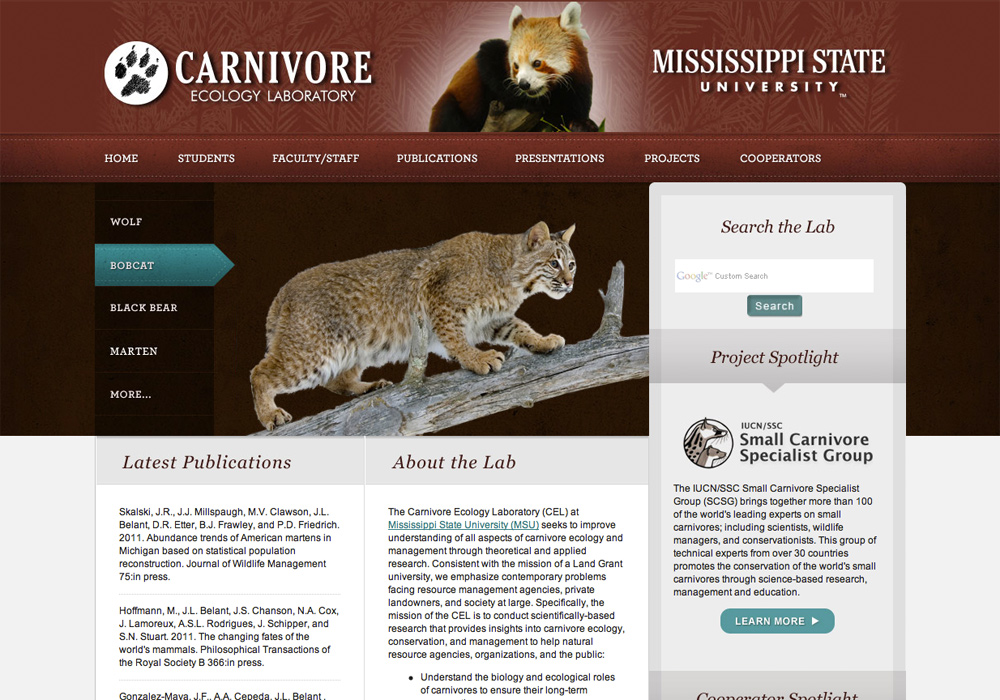 CARNIVORE
ECOLOGY LABORATORY
MISSISSIPPI STATE
UNIVERSITY™
HOME
STUDENTS
FACULTY/STAFF
PUBLICATIONS
PRESENTATIONS
PROJECTS
COOPERATORS
WOLF
BOBCAT
BLACK BEAR
MARTEN
MORE...
Search the Lab
Google™ Custom Search
Search
Project Spotlight
IUCN/SSC
Small Carnivore
Specialist Group
The IUCN/SSC Small Carnivore Specialist
Group (SCSG) brings together more than 100
of the world's leading experts on small
carnivores; including scientists, wildlife
managers, and conservationists. This group of
technical experts from over 30 countries
promotes the conservation of the world's small
carnivores through science-based research,
management and education.
LEARN MORE
Cooperator Spotlight
Latest Publications
Skalski, J.R., J.J. Millspaugh, M.V. Clawson, J.L.
Belant, D.R. Etter, B.J. Frawley, and P.D. Friedrich.
2011. Abundance trends of American martens in
Michigan based on statistical population
reconstruction. Journal of Wildlife Management
75:in press.
Hoffmann, M., J.L. Belant, J.S. Chanson, N.A. Cox,
J. Lamoreux, A.S.L. Rodrigues, J. Schipper, and
S.N. Stuart. 2011. The changing fates of the
world's mammals. Philosophical Transactions of
the Royal Society B 366:in press.
Gonzalez-Maya, J.F., A.A. Cepeda, J.L. Belant,
About the Lab
The Carnivore Ecology Laboratory (CEL) at
Mississippi State University (MSU) seeks to improve
understanding of all aspects of carnivore ecology and
management through theoretical and applied
research. Consistent with the mission of a Land Grant
university, we emphasize contemporary problems
facing resource management agencies, private
landowners, and society at large. Specifically, the
mission of the CEL is to conduct scientifically-based
research that provides insights into carnivore ecology,
conservation, and management to help natural
resource agencies, organizations, and the public:
• Understand the biology and ecological roles
of carnivores to ensure their long-term